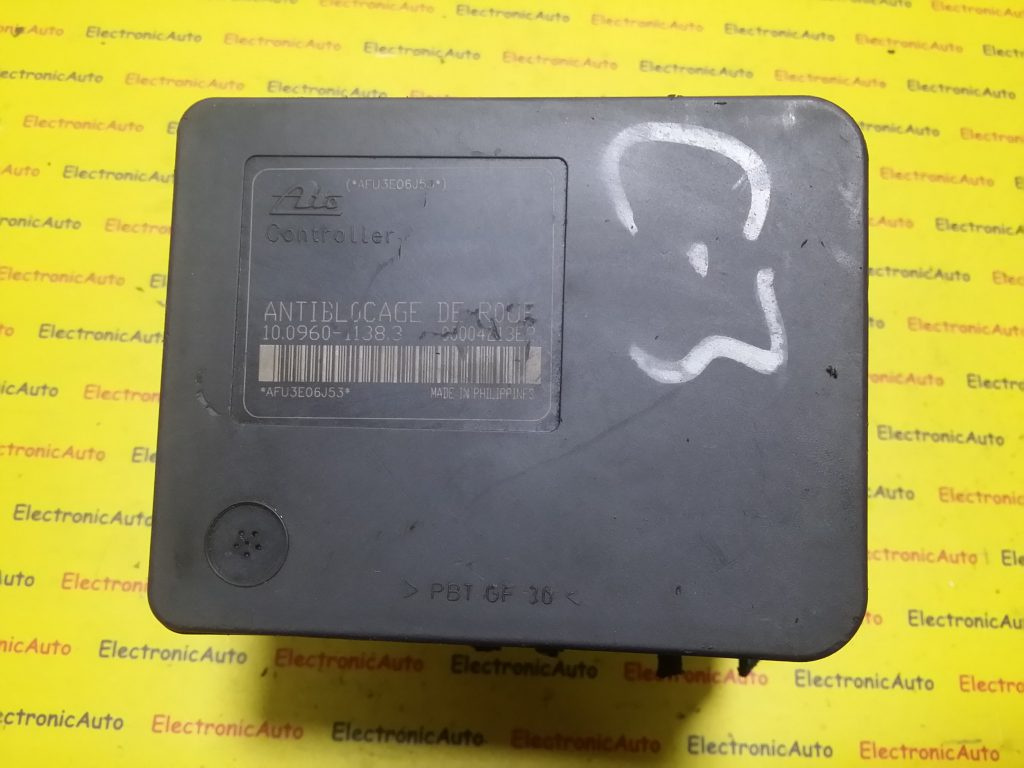 (*AFU3E06J53*)
Ate
Controller
ANTIBLOCAGE DE ROUE
10.0960-1138.3
*AFU3E06J53* MADE IN PHILIPPINES
> PBT GF 30 <
ElectronicAuto